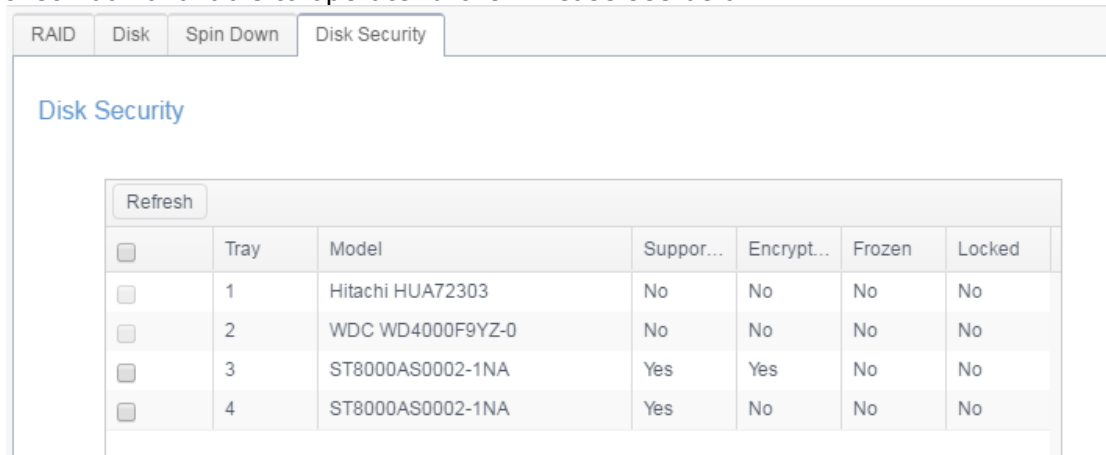 RAID Disk Spin Down Disk Security
Disk Security
Refresh
Tray Model Suppor... Encrypt... Frozen Locked
1 Hitachi HUA72303 No No No No
2 WDC WD4000F9YZ-0 No No No No
3 ST8000AS0002-1NA Yes Yes No No
4 ST8000AS0002-1NA Yes No No No